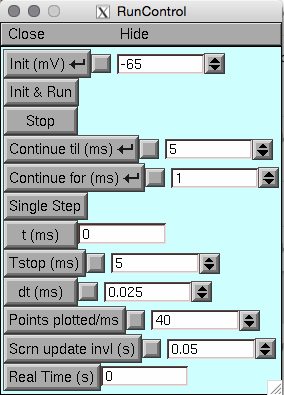 RunControl
Close Hide
Init (mV) -65
Init & Run
Stop
Continue til (ms) 5
Continue for (ms) 1
Single Step
t (ms) 0
Tstop (ms) 5
dt (ms) 0.025
Points plotted/ms 40
Scrn update invl (s) 0.05
Real Time (s) 0